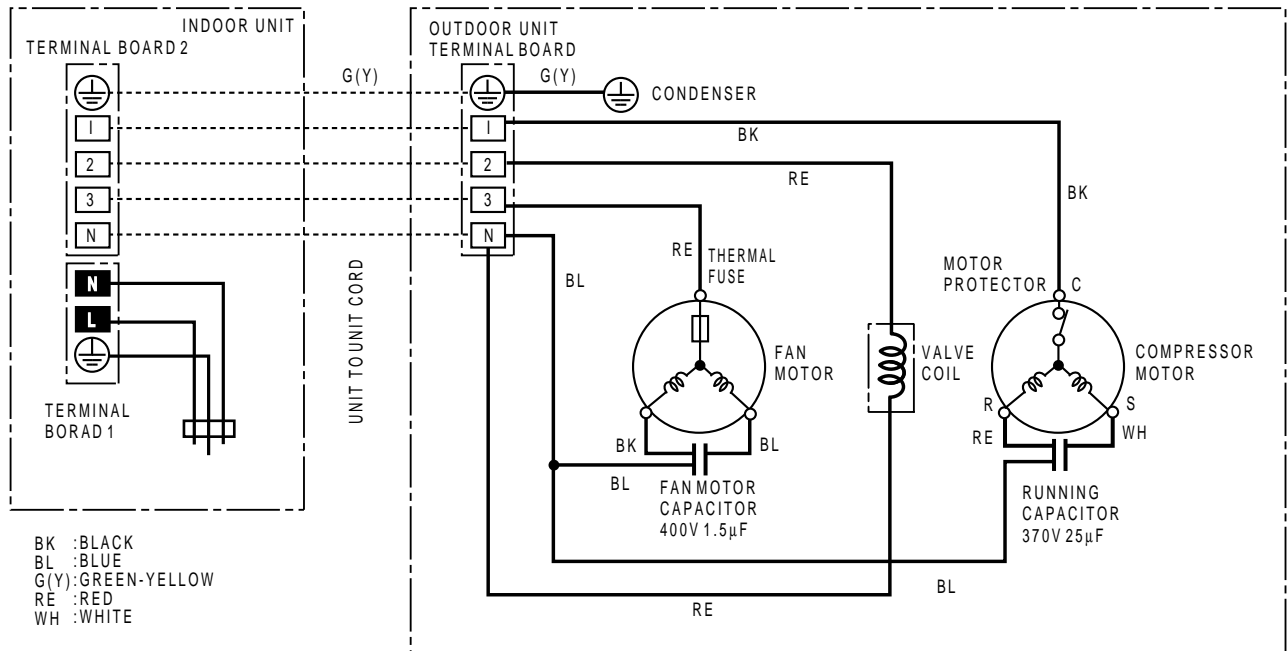 INDOOR UNIT
TERMINAL BOARD 2
I
2
3
N
N
L
TERMINAL
BORAD 1
G(Y)
UNIT TOUNIT CORD
OUTDOOR UNIT
TERMINAL BOARD
G(Y)
CONDENSER
I
2
3
N
BK
RE
BK
RE
THERMAL
FUSE
BL
MOTOR
PROTECTOR
C
FAN
MOTOR
VALVE
COIL
COMPRESSOR
MOTOR
R
S
RE
WH
BK
BL
BL
FAN MOTOR
CAPACITOR
400V 1.5µF
RUNNING
CAPACITOR
370V 25µF
BL
RE
BK :BLACK
BL :BLUE
G(Y):GREEN-YELLOW
RE :RED
WH :WHITE